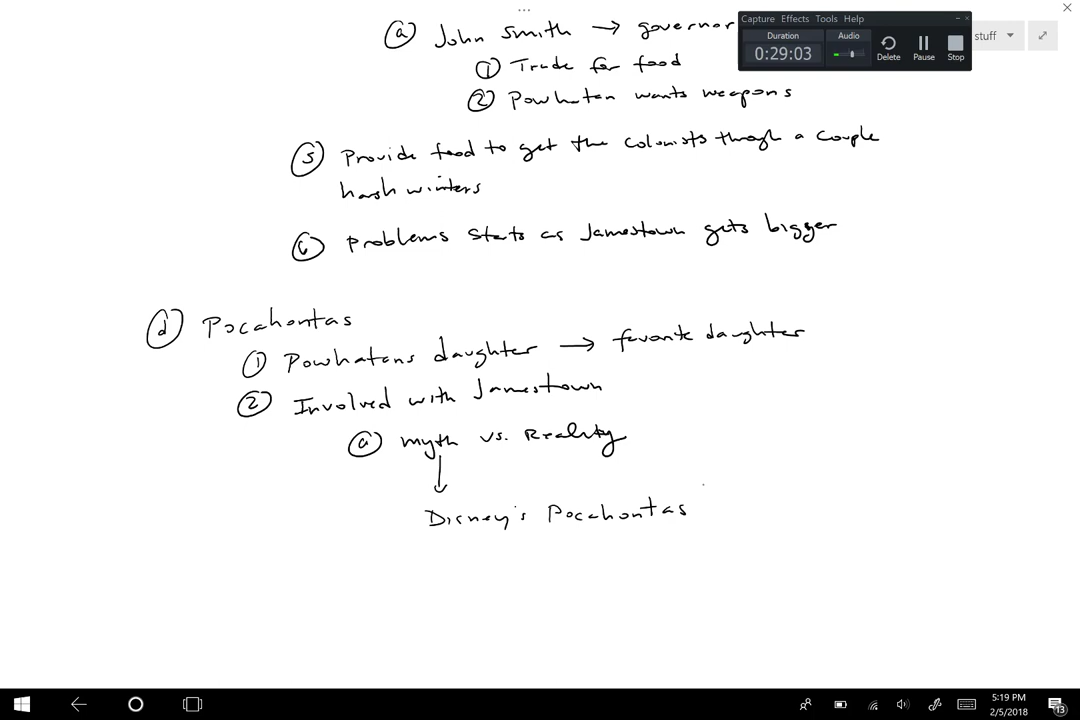 ...
(a) John Smith → governor
(1) Trade for food
(2) Powhatan wants weapons
(5) Provide food to get the colonists through a couple
harsh winters
(6) Problems starts as Jamestown gets bigger
(d) Pocahontas
(1) Powhatans daughter → favorite daughter
(2) Involved with Jamestown
(a) Myth vs. Reality
↓
Disney's Pocahontas
Capture Effects Tools Help
Duration Audio
0:29:03
Delete Pause Stop
stuff
5:19 PM
2/5/2018
13